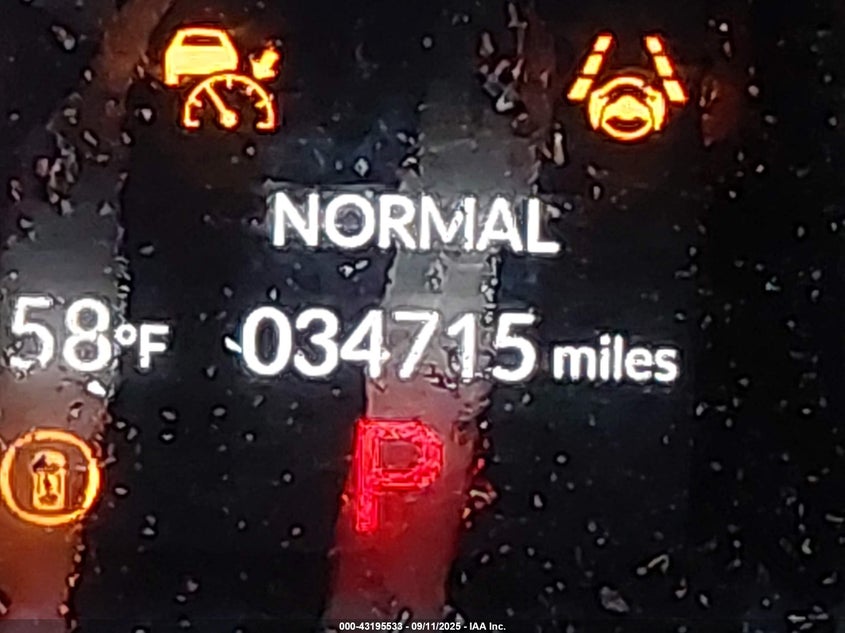 NORMAL
58°F 034715 miles
P
000-43195533 - 09/11/2025 - IAA Inc.